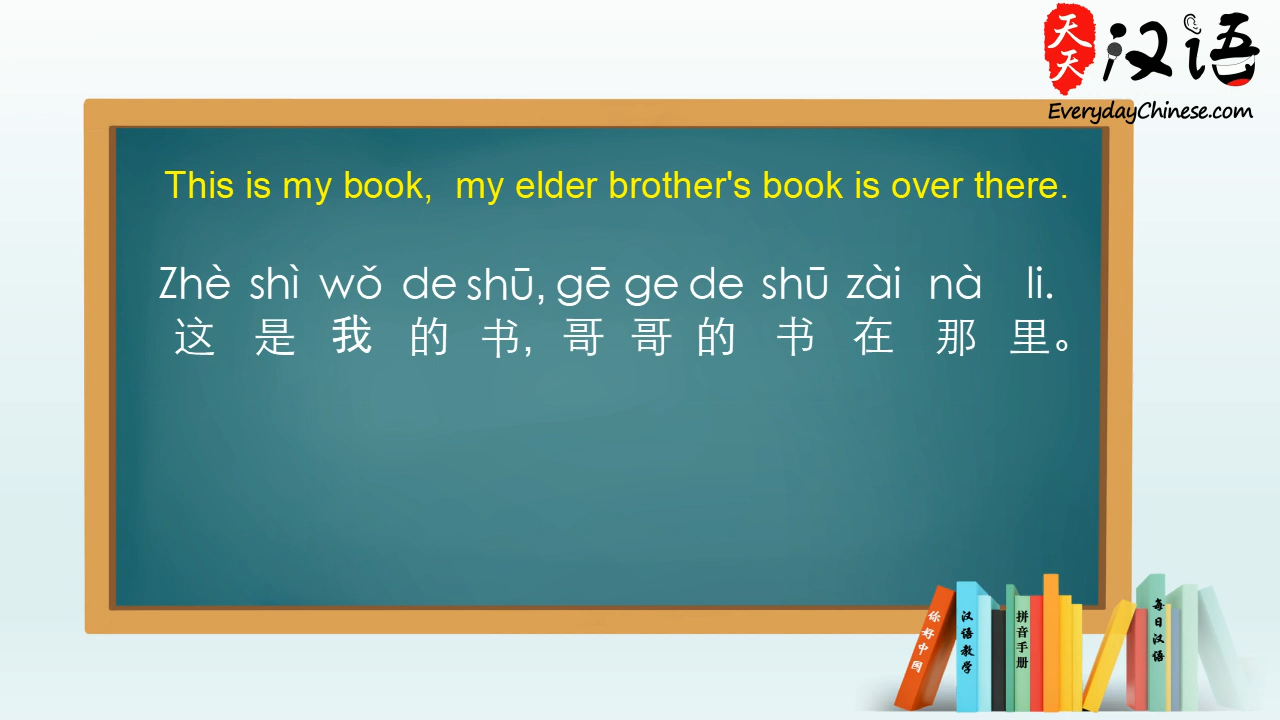 天天汉语
EverydayChinese.com
This is my book,  my elder brother's book is over there.
Zhè shì wǒ de shū, gē ge de shū zài nà li.
这是我的书, 哥哥的书在那里。
你好中国
汉语教学
拼音手册
每日汉语